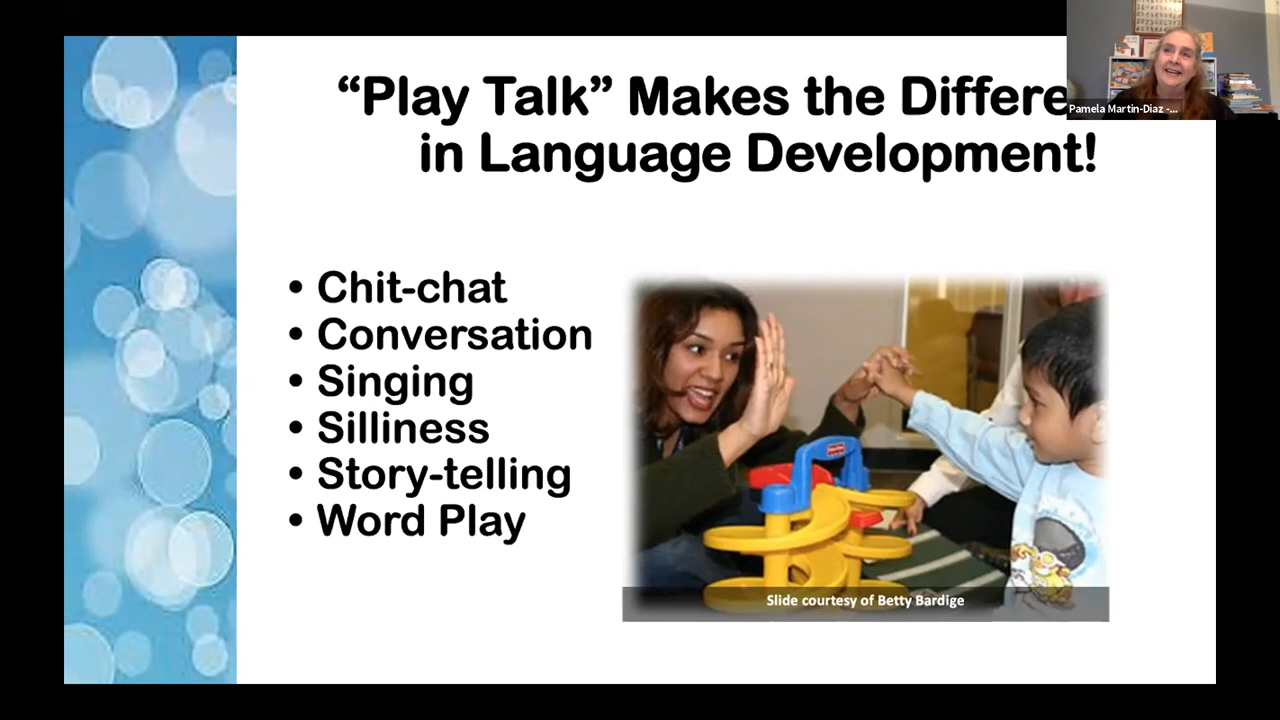 “Play Talk” Makes the Differe
in Language Development!
Pamela Martin-Diaz -...
• Chit-chat
• Conversation
• Singing
• Silliness
• Story-telling
• Word Play
Slide courtesy of Betty Bardige